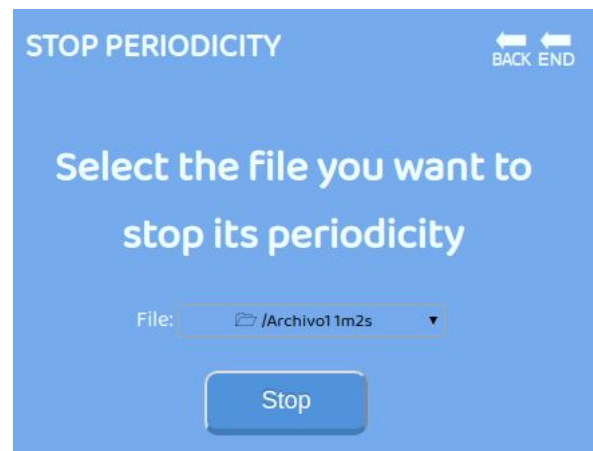 STOP PERIODICITY
BACK END
Select the file you want to
stop its periodicity
File: /Archivo1 1m2s
Stop